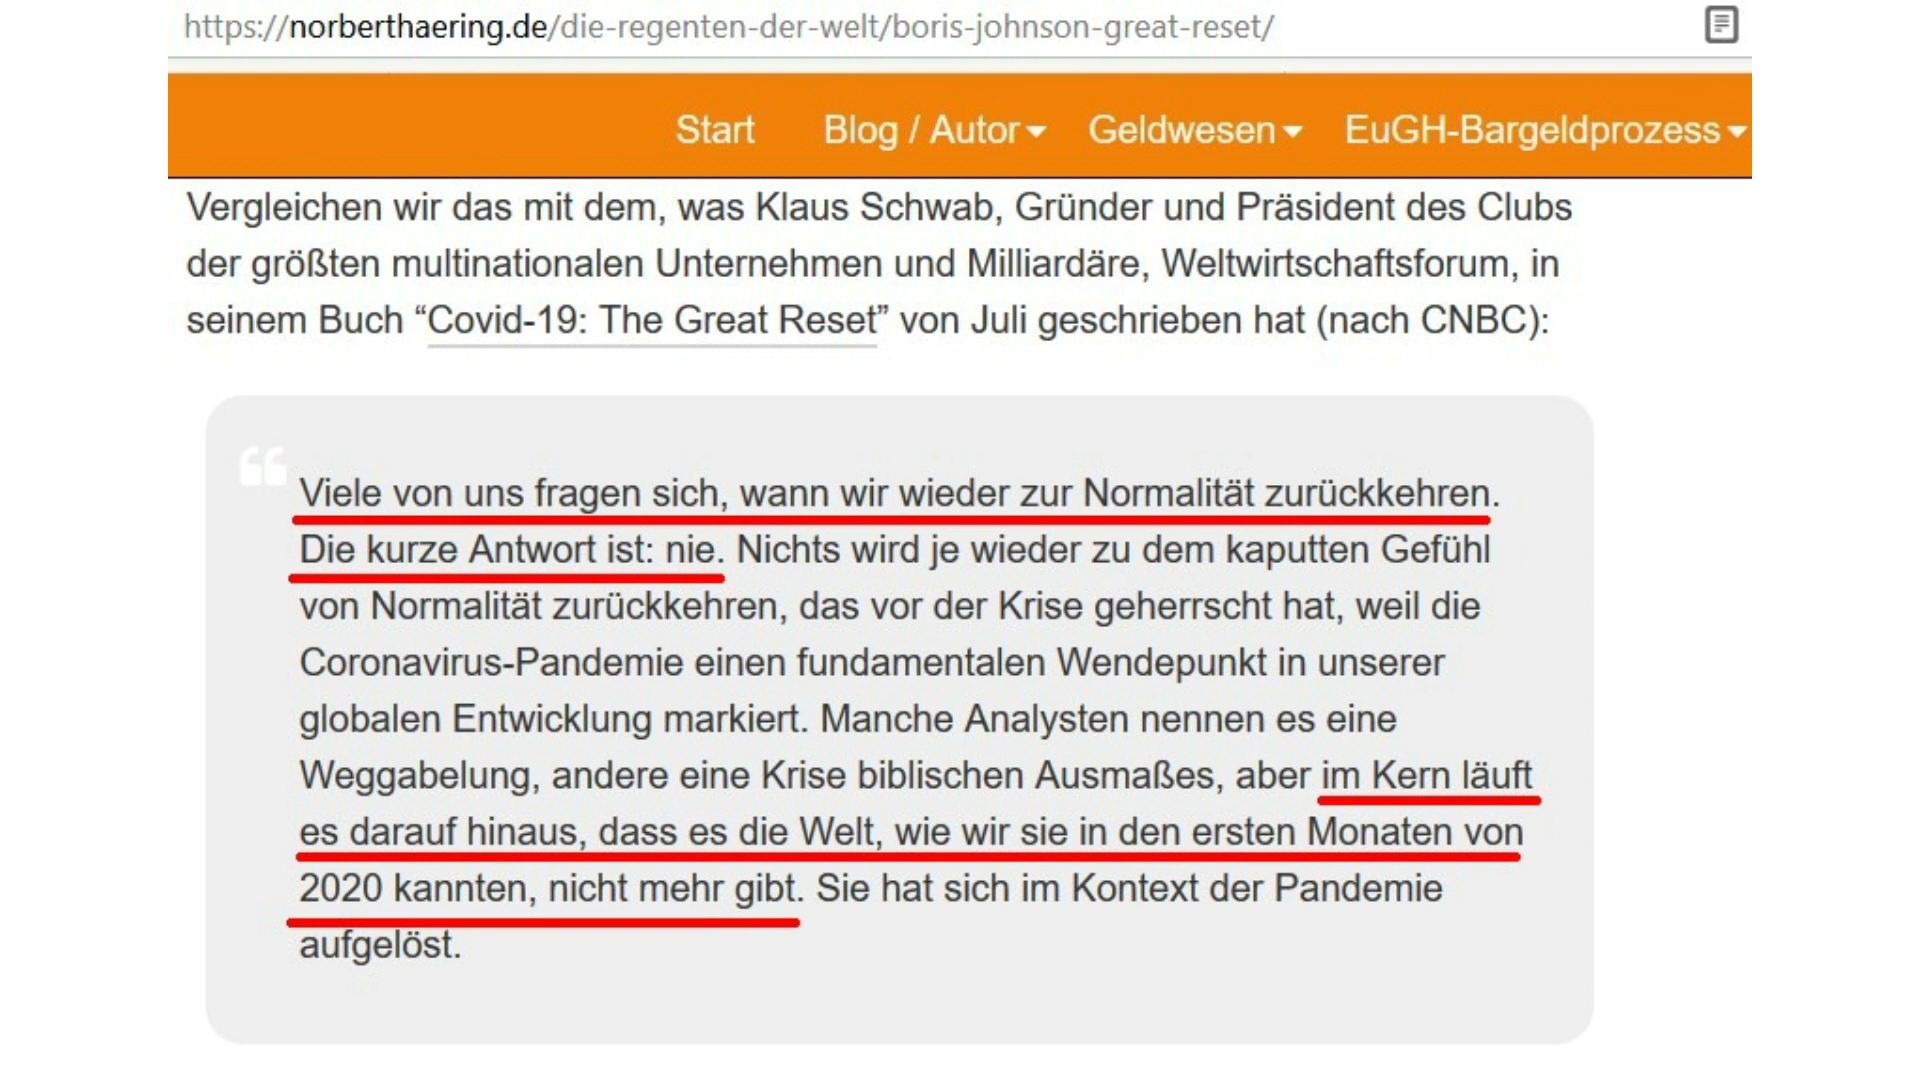 https://norberthaering.de/die-regenten-der-welt/boris-johnson-great-reset/
Start Blog / Autor Geldwesen EuGH-Bargeldprozess
Vergleichen wir das mit dem, was Klaus Schwab, Gründer und Präsident des Clubs
der größten multinationalen Unternehmen und Milliardäre, Weltwirtschaftsforum, in
seinem Buch “Covid-19: The Great Reset” von Juli geschrieben hat (nach CNBC):
“
Viele von uns fragen sich, wann wir wieder zur Normalität zurückkehren.
Die kurze Antwort ist: nie. Nichts wird je wieder zu dem kaputten Gefühl
von Normalität zurückkehren, das vor der Krise geherrscht hat, weil die
Coronavirus-Pandemie einen fundamentalen Wendepunkt in unserer
globalen Entwicklung markiert. Manche Analysten nennen es eine
Weggabelung, andere eine Krise biblischen Ausmaßes, aber im Kern läuft
es darauf hinaus, dass es die Welt, wie wir sie in den ersten Monaten von
2020 kannten, nicht mehr gibt. Sie hat sich im Kontext der Pandemie
aufgelöst.